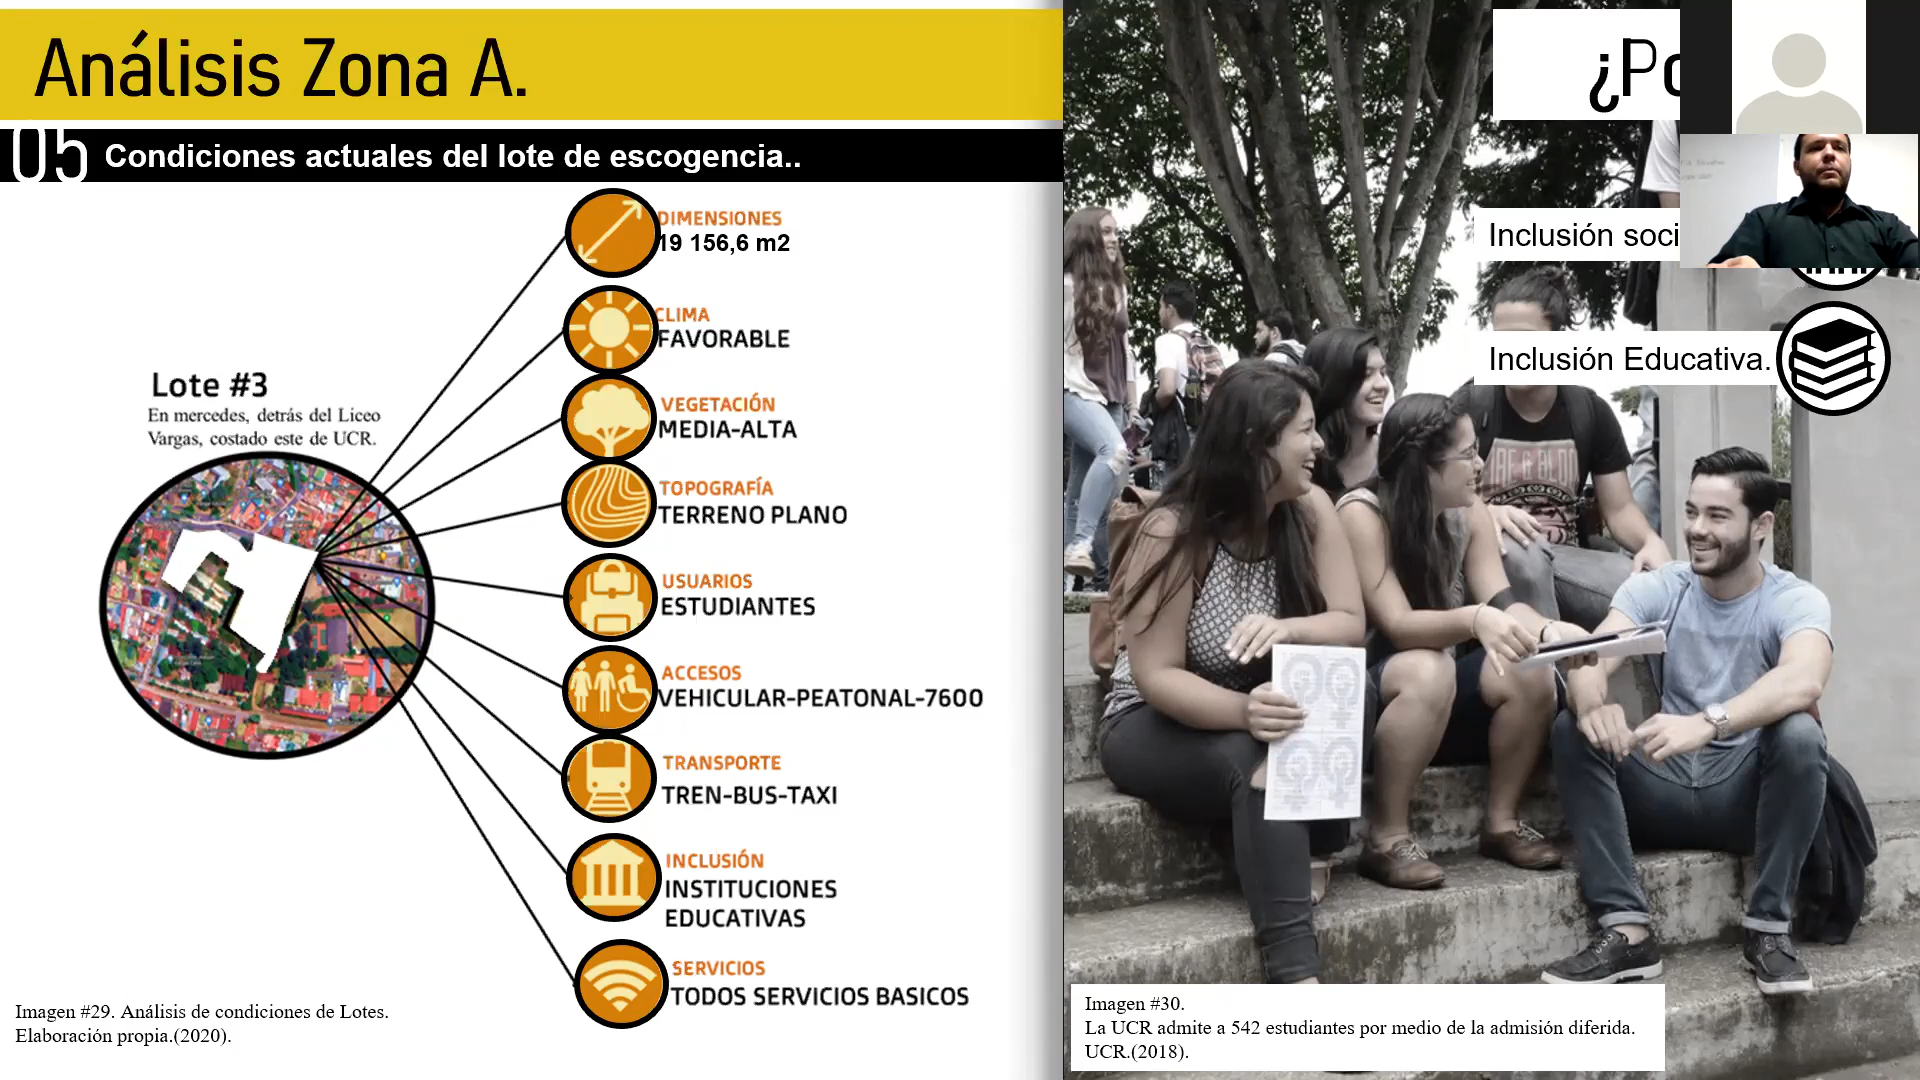 Análisis Zona A.
05 Condiciones actuales del lote de escogencia..
DIMENSIONES
19 156,6 m2
CLIMA
FAVORABLE
VEGETACIÓN
MEDIA-ALTA
TOPOGRAFÍA
TERRENO PLANO
USUARIOS
ESTUDIANTES
ACCESOS
VEHICULAR-PEATONAL-7600
TRANSPORTE
TREN-BUS-TAXI
INCLUSIÓN
INSTITUCIONES
EDUCATIVAS
SERVICIOS
TODOS SERVICIOS BASICOS
Lote #3
En mercedes, detrás del Liceo
Vargas, costado este de UCR.
Imagen #29. Análisis de condiciones de Lotes.
Elaboración propia.(2020).
¿Po
Inclusión soci
Inclusión Educativa.
Imagen #30.
La UCR admite a 542 estudiantes por medio de la admisión diferida.
UCR.(2018).